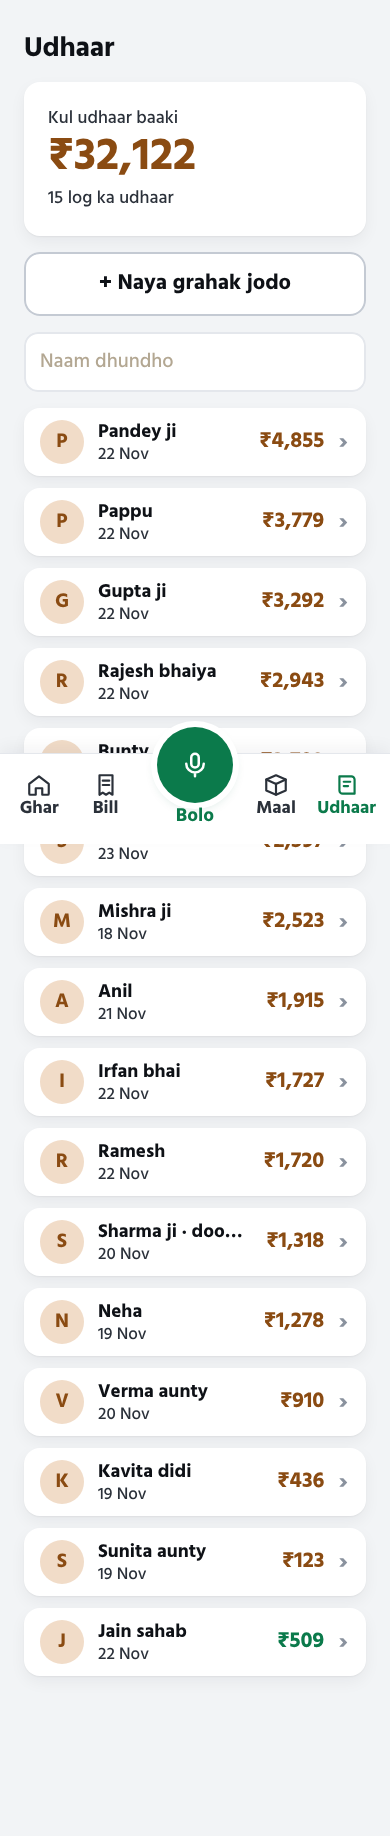 Udhaar
Kul udhaar baaki
₹32,122
15 log ka udhaar
+ Naya grahak jodo
Naam dhundho
P
Pandey ji
22 Nov
₹4,855
P
Pappu
22 Nov
₹3,779
G
Gupta ji
22 Nov
₹3,292
R
Rajesh bhaiya
22 Nov
₹2,943
Bunty
Ghar
Bill
Bolo
Maal
Udhaar
23 Nov
M
Mishra ji
18 Nov
₹2,523
A
Anil
21 Nov
₹1,915
I
Irfan bhai
22 Nov
₹1,727
R
Ramesh
22 Nov
₹1,720
S
Sharma ji · doo...
20 Nov
₹1,318
N
Neha
19 Nov
₹1,278
V
Verma aunty
20 Nov
₹910
K
Kavita didi
19 Nov
₹436
S
Sunita aunty
19 Nov
₹123
J
Jain sahab
22 Nov
₹509